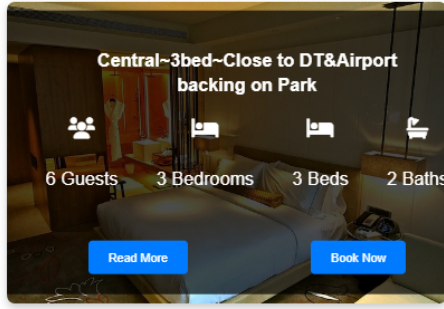 Central~3bed~Close to DT&Airport
backing on Park
6 Guests 3 Bedrooms 3 Beds 2 Baths
Read More Book Now